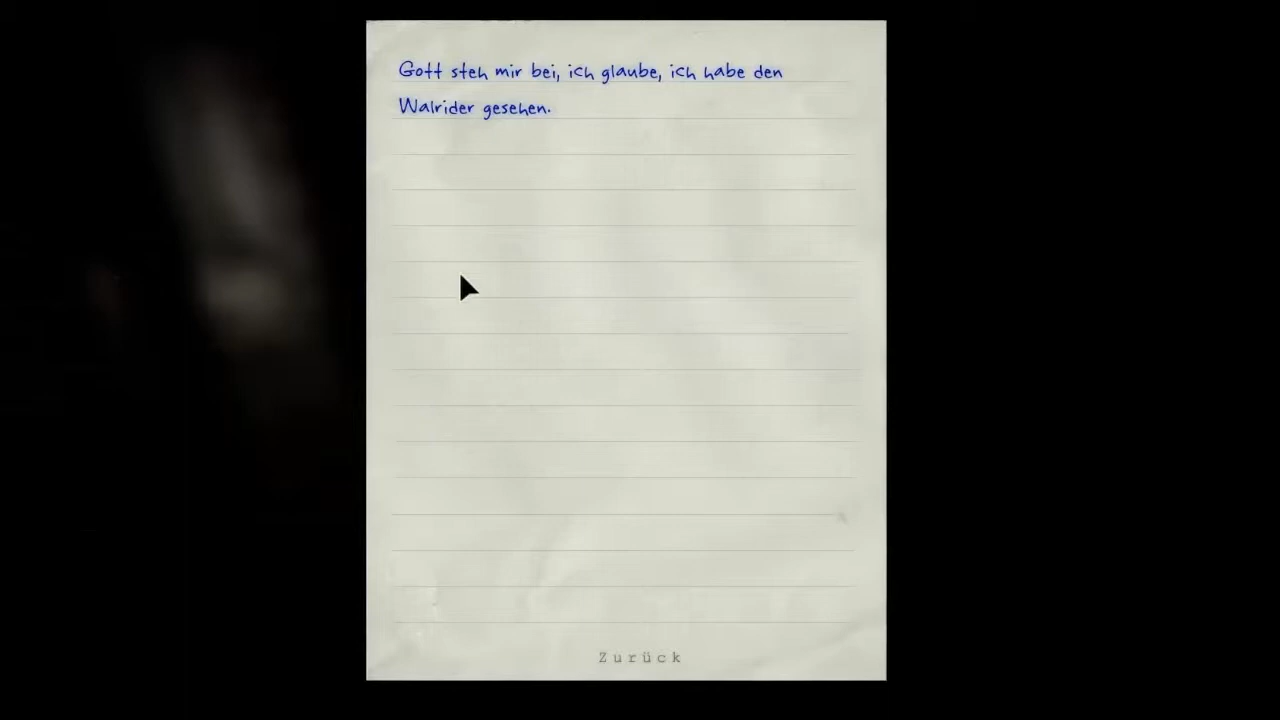 Gott steh mir bei, ich glaube, ich habe den
Walrider gesehen.
Zurück